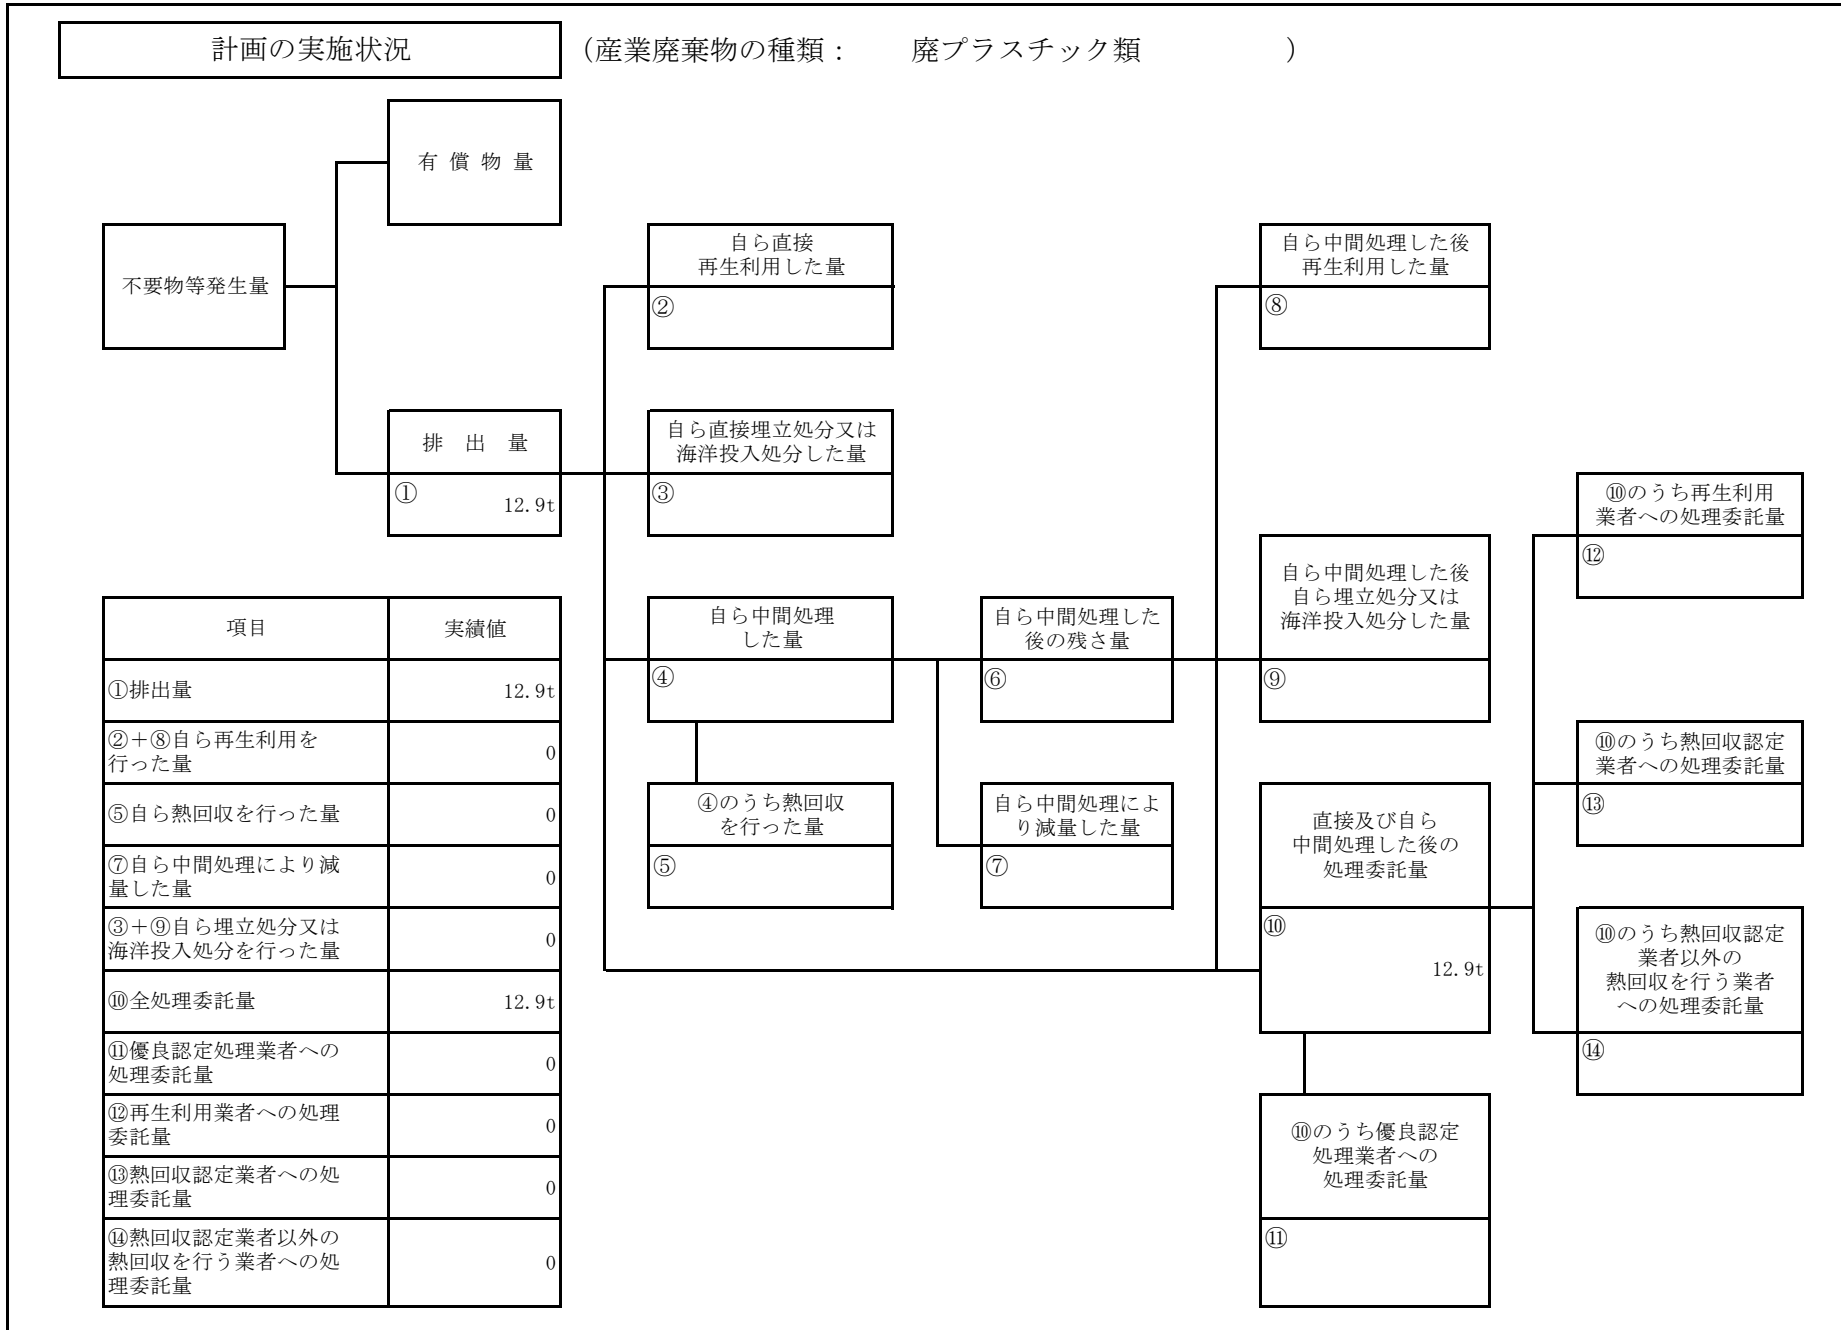 計画の実施状況
（産業廃棄物の種類： 廃プラスチック類 ）
有 償 物 量
不要物等発生量
自ら直接
再生利用した量
②
自ら中間処理した後
再生利用した量
⑧
排 出 量
① 12.9t
自ら直接埋立処分又は
海洋投入処分した量
③
⑩のうち再生利用
業者への処理委託量
⑫
自ら中間処理した後
自ら埋立処分又は
海洋投入処分した量
⑨
自ら中間処理
した量
④
自ら中間処理した
後の残さ量
⑥
⑩のうち熱回収認定
業者への処理委託量
⑬
④のうち熱回収
を行った量
⑤
自ら中間処理によ
り減量した量
⑦
直接及び自ら
中間処理した後の
処理委託量
⑩
12.9t
⑩のうち熱回収認定
業者以外の
熱回収を行う業者
への処理委託量
⑭
⑩のうち優良認定
処理業者への
処理委託量
⑪
項目 実績値
①排出量 12.9t
②＋⑧自ら再生利用を
行った量 0
⑤自ら熱回収を行った量 0
⑦自ら中間処理により減
量した量 0
③＋⑨自ら埋立処分又は
海洋投入処分を行った量 0
⑩全処理委託量 12.9t
⑪優良認定処理業者への
処理委託量 0
⑫再生利用業者への処理
委託量 0
⑬熱回収認定業者への処
理委託量 0
⑭熱回収認定業者以外の
熱回収を行う業者への処
理委託量 0